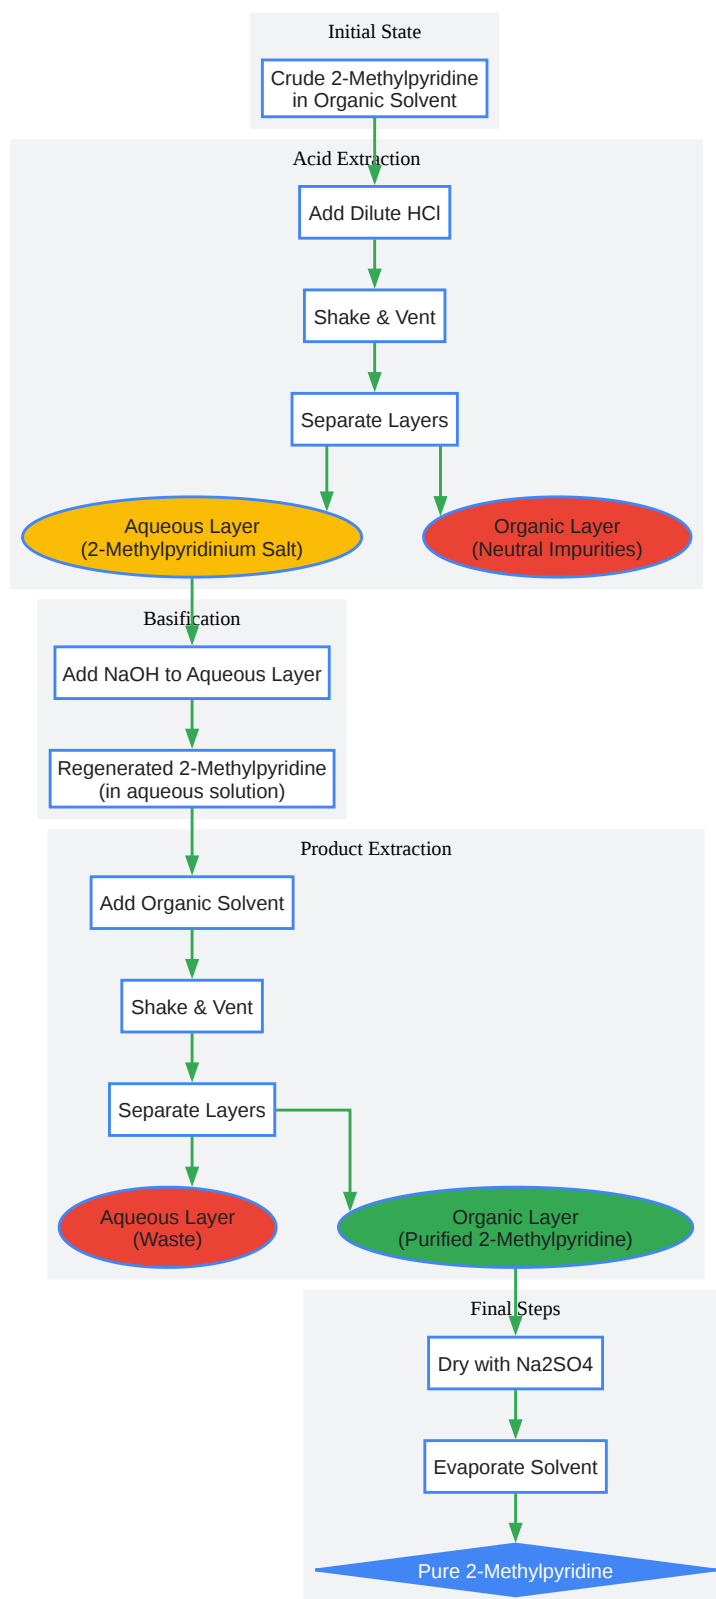 Initial State
Crude 2-Methylpyridine
in Organic Solvent
Acid Extraction
Add Dilute HCl
Shake & Vent
Separate Layers
Aqueous Layer
(2-Methylpyridinium Salt)
Organic Layer
(Neutral Impurities)
Basification
Add NaOH to Aqueous Layer
Regenerated 2-Methylpyridine
(in aqueous solution)
Product Extraction
Add Organic Solvent
Shake & Vent
Separate Layers
Aqueous Layer
(Waste)
Organic Layer
(Purified 2-Methylpyridine)
Final Steps
Dry with Na2SO4
Evaporate Solvent
Pure 2-Methylpyridine